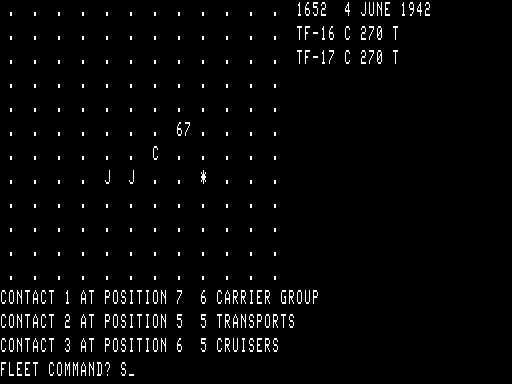 . . . . . . . . . . . . 1652  4 JUNE 1942
. . . . . . . . . . . . TF-16 C 270 T
. . . . . . . . . . . . TF-17 C 270 T
. . . . . . . . . . . .
. . . . . . . . . . . .
. . . . . . . 67. . . .
. . . . . . C . . . . .
. . . . J J . . * . . .
. . . . . . . . . . . .
. . . . . . . . . . . .
. . . . . . . . . . . .
. . . . . . . . . . . .
CONTACT 1 AT POSITION 7  6 CARRIER GROUP
CONTACT 2 AT POSITION 5  5 TRANSPORTS
CONTACT 3 AT POSITION 6  5 CRUISERS
FLEET COMMAND? S_